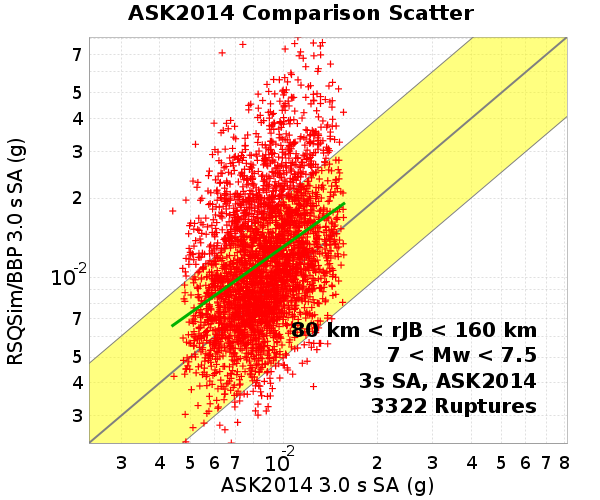 ASK2014 Comparison Scatter
RSQSim/BBP 3.0 s SA (g)
7
5
4
3
2
10⁻²
7
5
4
3
80 km < rJB < 160 km
7 < Mw < 7.5
3s SA, ASK2014
3322 Ruptures
3 4 5 6 7 10⁻² 2 3 4 5 6 7 8
ASK2014 3.0 s SA (g)